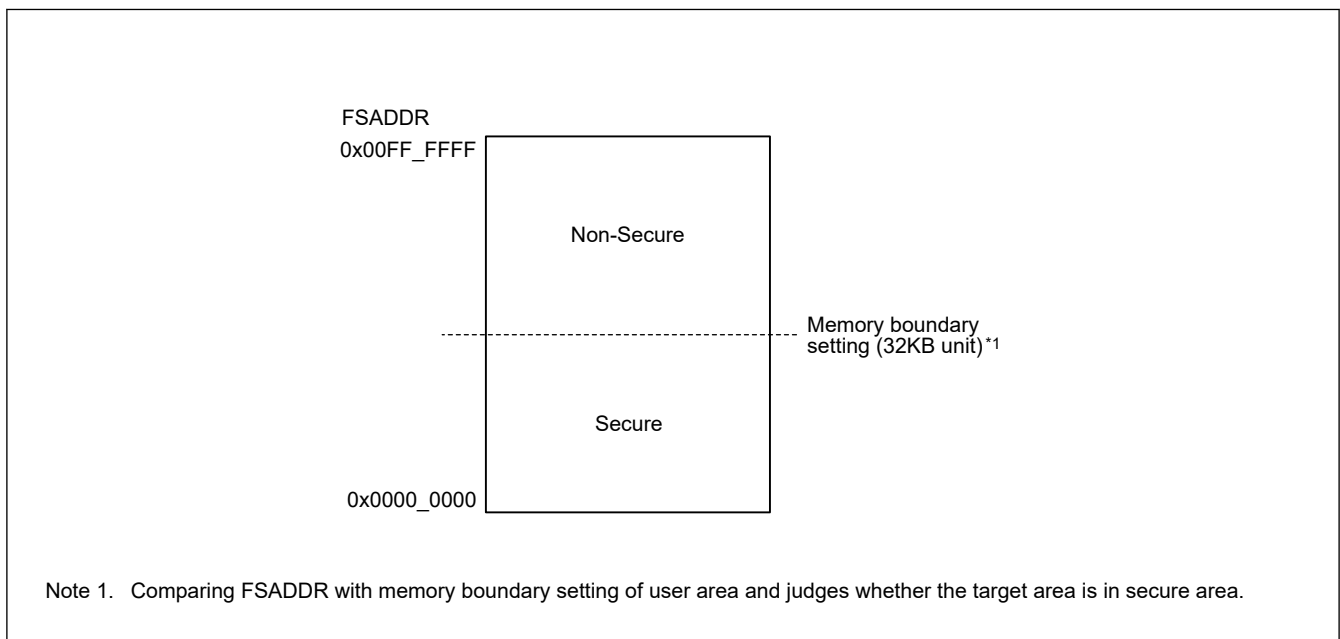 FSADDR
0x00FF_FFFF
Non-Secure
Memory boundary
setting (32KB unit)*1
Secure
0x0000_0000
Note 1. Comparing FSADDR with memory boundary setting of user area and judges whether the target area is in secure area.